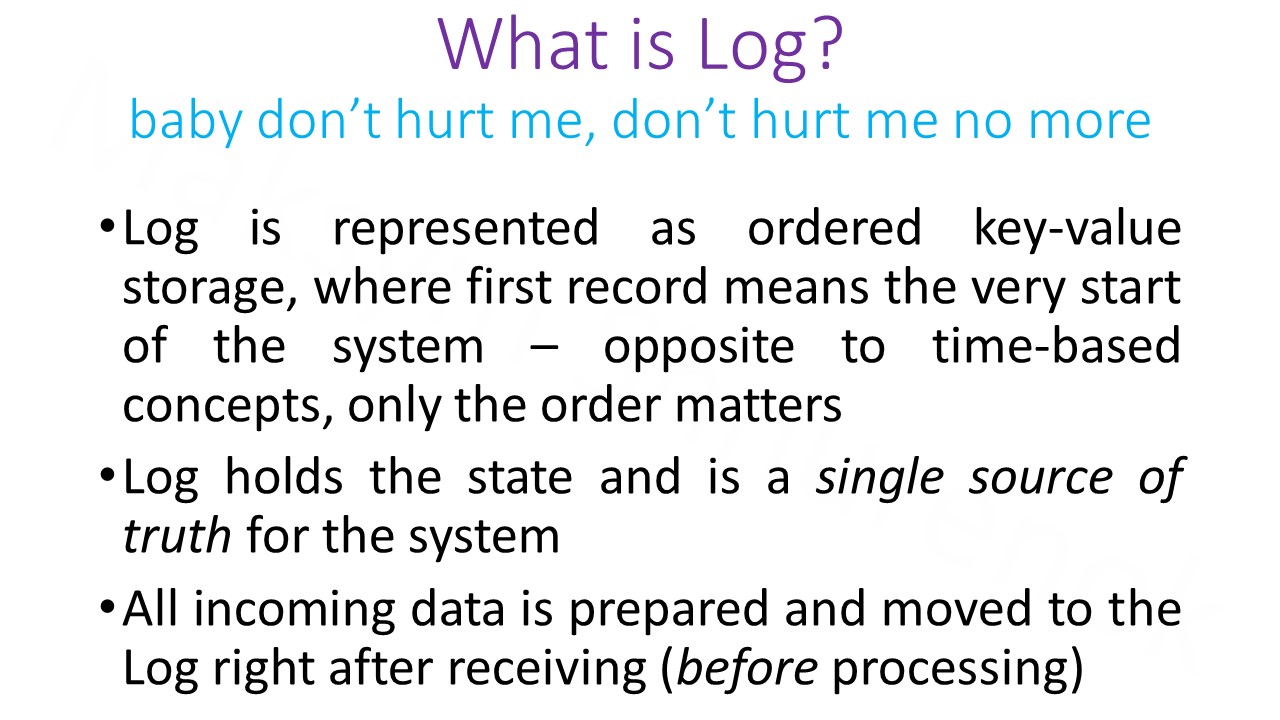 What is Log?
baby don’t hurt me, don’t hurt me no more
•Log is represented as ordered key-value
storage, where first record means the very start
of the system – opposite to time-based
concepts, only the order matters
•Log holds the state and is a single source of
truth for the system
•All incoming data is prepared and moved to the
Log right after receiving (before processing)